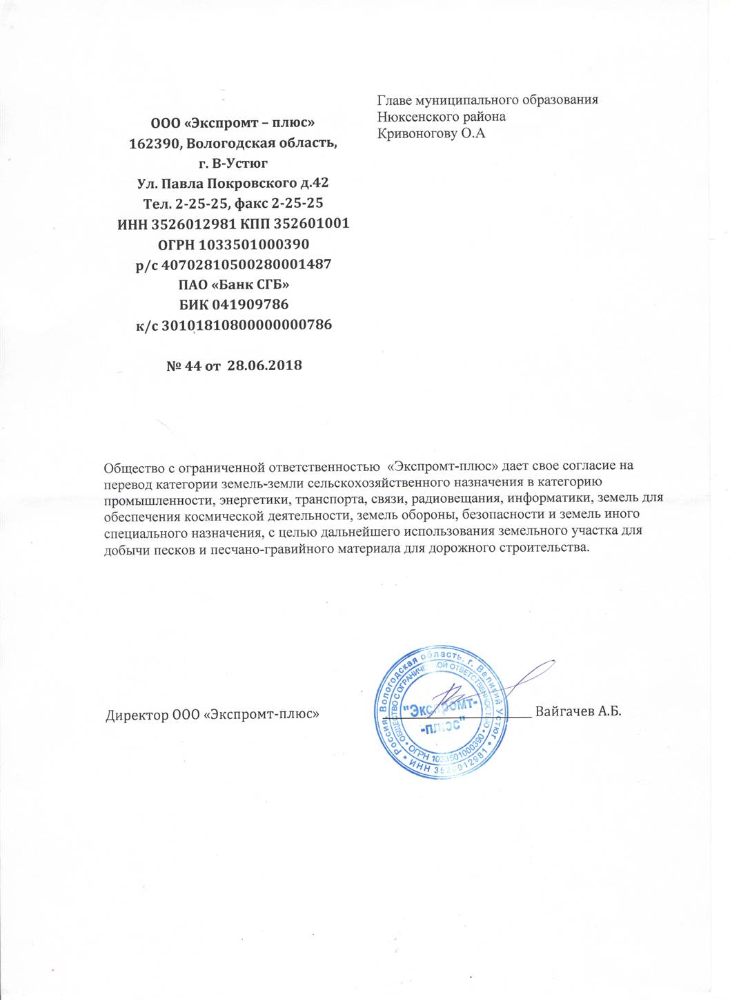 ООО «Экспромт – плюс»
162390, Вологодская область,
г. В-Устюг
Ул. Павла Покровского д.42
Тел. 2-25-25, факс 2-25-25
ИНН 3526012981 КПП 352601001
ОГРН 1033501000390
р/с 40702810500280001487
ПАО «Банк СГБ»
БИК 041909786
к/с 30101810800000000786
№ 44 от 28.06.2018
Главе муниципального образования
Нюксенского района
Кривоногову О.А
Общество с ограниченной ответственностью «Экспромт-плюс» дает свое согласие на
перевод категории земель-земли сельскохозяйственного назначения в категорию
промышленности, энергетики, транспорта, связи, радиовещания, информатики, земель для
обеспечения космической деятельности, земель обороны, безопасности и земель иного
специального назначения, с целью дальнейшего использования земельного участка для
добычи песков и песчано-гравийного материала для дорожного строительства.
Директор ООО «Экспромт-плюс» ____________________ Вайгачев А.Б.
Россия, Вологодская область, г. Великий Устюг • ИНН 3526012981 •
ОБЩЕСТВО С ОГРАНИЧЕННОЙ ОТВЕТСТВЕННОСТЬЮ • ОГРН 1033501000390 •
"Экспромт-
-плюс"